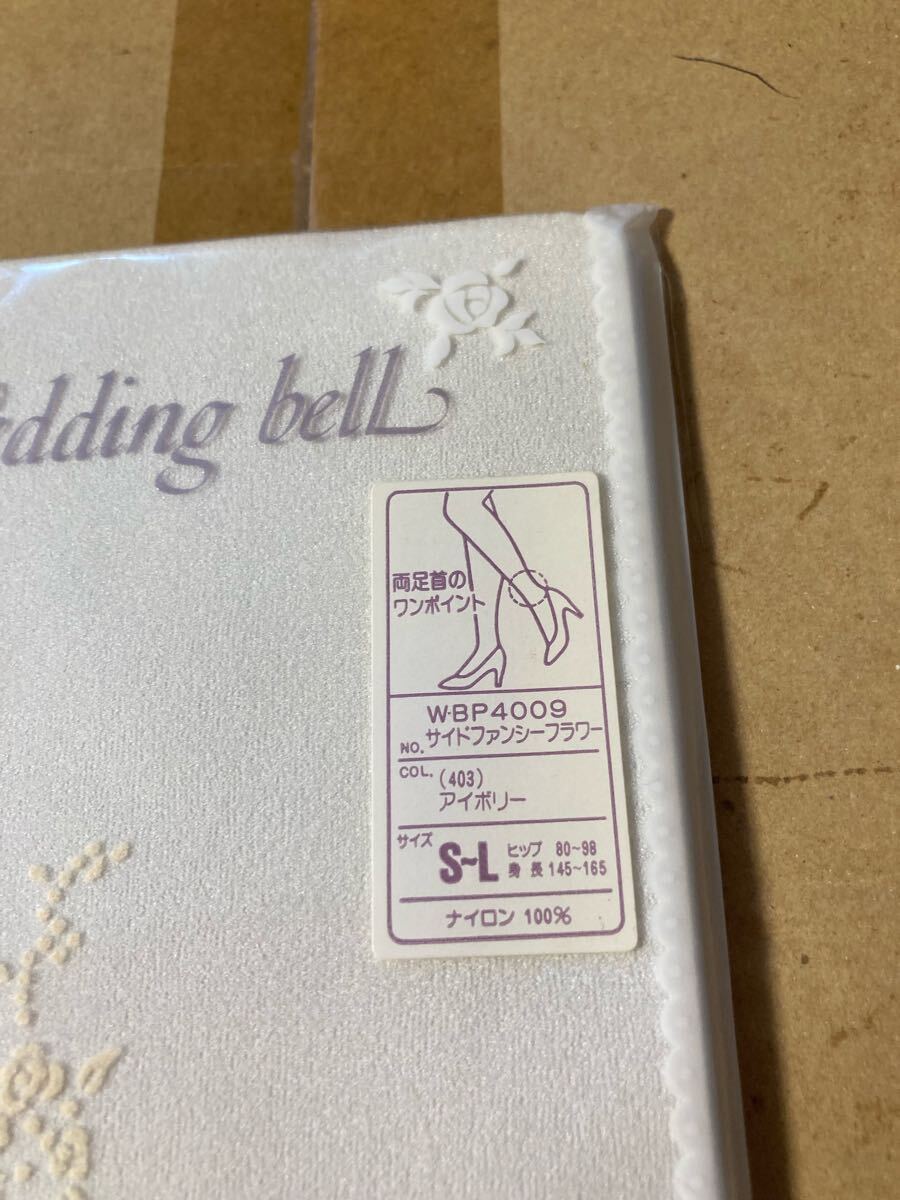 edding bell
両足首の
ワンポイント
W・BP4009
NO. サイドファンシーフラワー
COL. (403)
アイボリー
サイズ S~L ヒップ 80~98
身長 145~165
ナイロン 100%